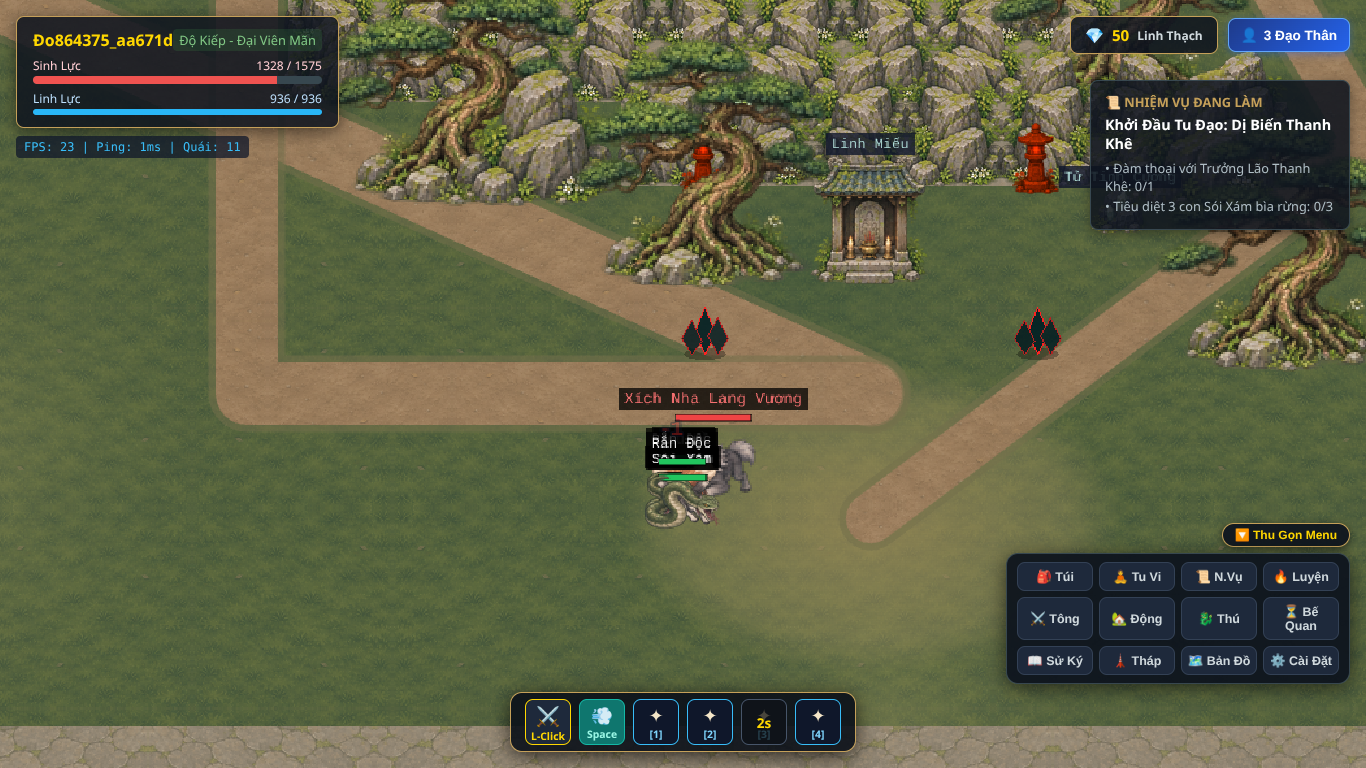 Đo864375_aa671d Độ Kiếp - Đại Viên Mãn
Sinh Lực 1328 / 1575
Linh Lực 936 / 936
FPS: 23 | Ping: 1ms | Quái: 11
50 Linh Thạch
3 Đạo Thân
NHIỆM VỤ ĐANG LÀM
Khởi Đầu Tu Đạo: Dị Biến Thanh
Khê
• Đàm thoại với Trưởng Lão Thanh
Khê: 0/1
• Tiêu diệt 3 con Sói Xám bìa rừng: 0/3
Linh Miếu
Xích Nha Lang Vương
Rắn Độc
Sói Xám
Thu Gọn Menu
Túi
Tu Vi
N.Vụ
Luyện
Tông
Động
Thú
Bế
Quan
Sử Ký
Tháp
Bản Đồ
Cài Đặt
L-Click
Space
[1]
[2]
2s
[3]
[4]